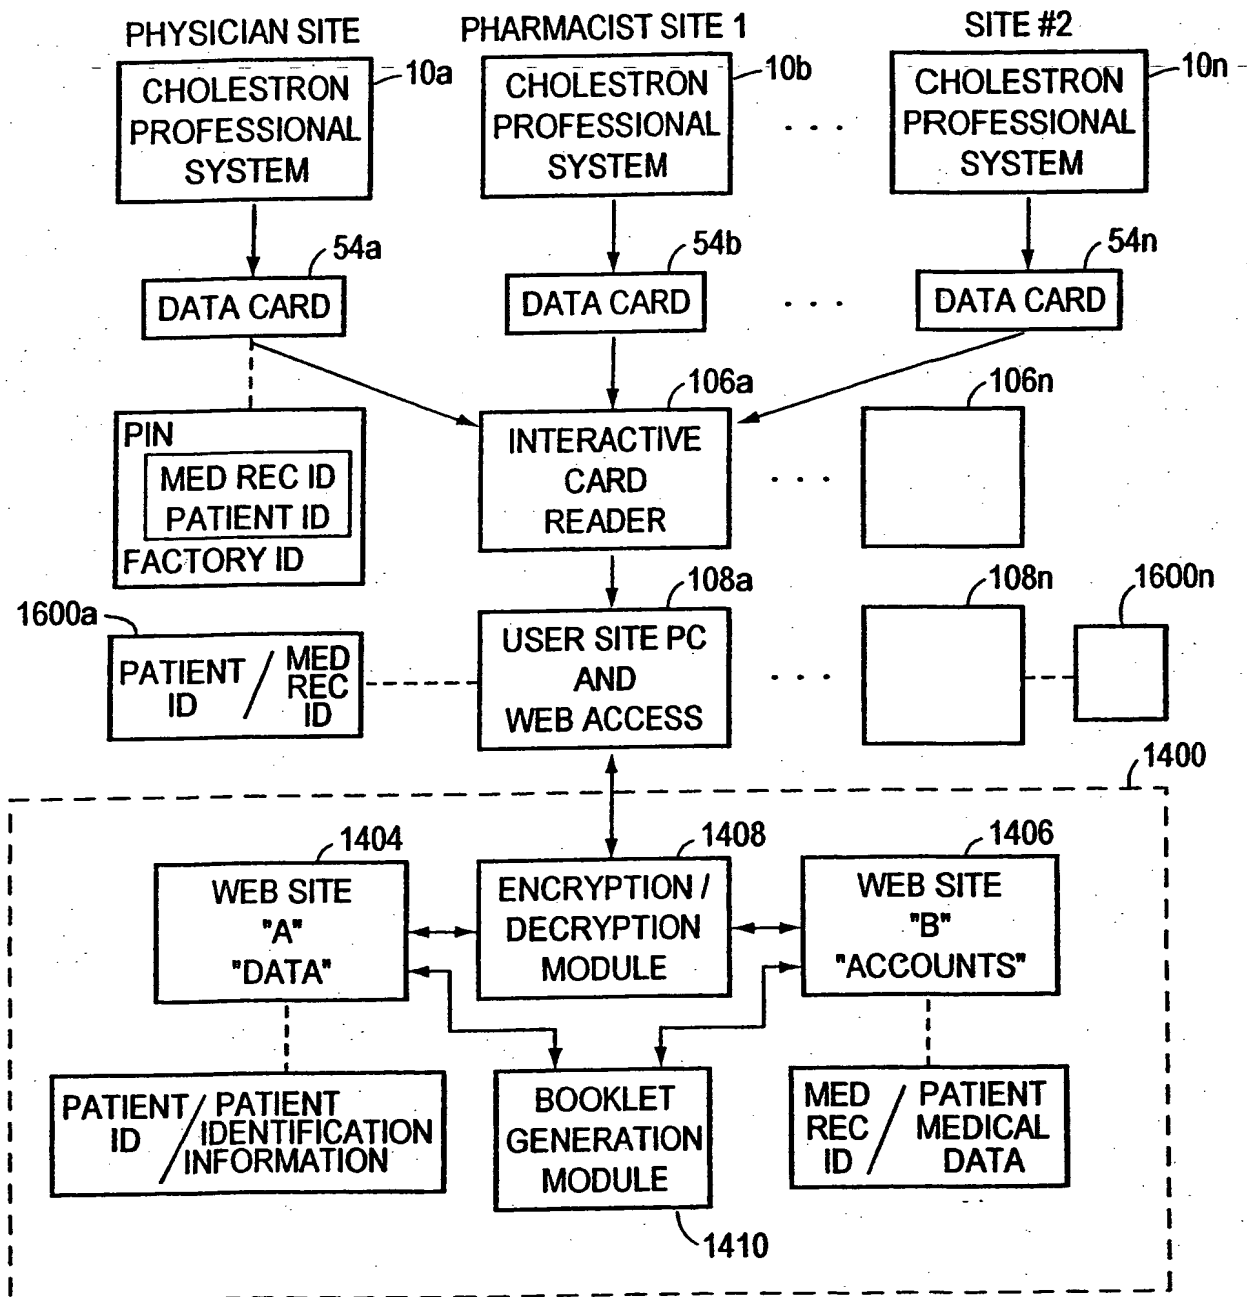 PHYSICIAN SITE
PHARMACIST SITE 1
SITE #2
10a
10b
10n
CHOLESTRON
PROFESSIONAL
SYSTEM
CHOLESTRON
PROFESSIONAL
SYSTEM
. . .
CHOLESTRON
PROFESSIONAL
SYSTEM
54a
54b
54n
DATA CARD
DATA CARD
. . .
DATA CARD
106a
106n
PIN
MED REC ID
PATIENT ID
FACTORY ID
INTERACTIVE
CARD
READER
. . .
1600a
108a
108n
1600n
PATIENT
ID
/
MED
REC
ID
USER SITE PC
AND
WEB ACCESS
. . .
1400
1404
1408
1406
WEB SITE
"A"
"DATA"
ENCRYPTION /
DECRYPTION
MODULE
WEB SITE
"B"
"ACCOUNTS"
PATIENT
ID
/
PATIENT
IDENTIFICATION
INFORMATION
BOOKLET
GENERATION
MODULE
MED
REC
ID
/
PATIENT
MEDICAL
DATA
1410